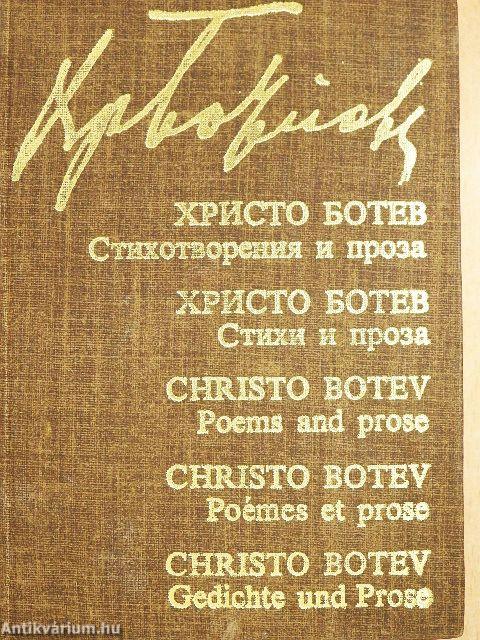 ХРИСТО БОТЕВ
Стихотворения и проза
ХРИСТО БОТЕВ
Стихи и проза
CHRISTO BOTEV
Poems and prose
CHRISTO BOTEV
Poémes et prose
CHRISTO BOTEV
Gedichte und Prose
Antikvárium.hu